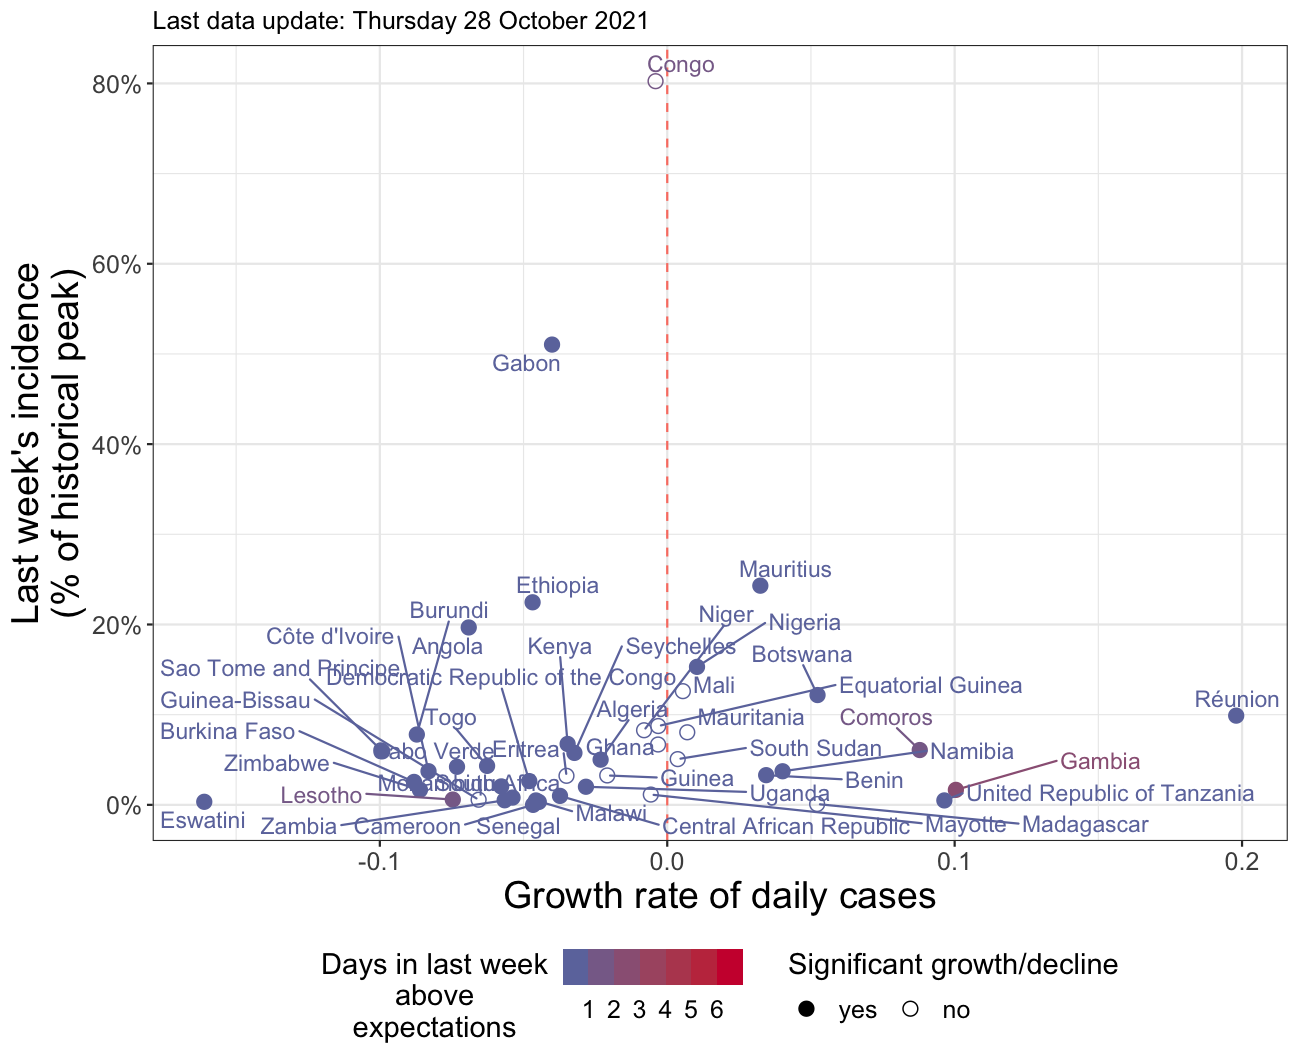 Last data update: Thursday 28 October 2021
Last week's incidence
(% of historical peak)
80%
60%
40%
20%
0%
Congo
Gabon
Ethiopia
Mauritius
Burundi
Niger
Nigeria
Côte d'Ivoire
Angola
Kenya
Seychelles
Botswana
Sao Tome and Principe
Democratic Republic of the Congo
Mali
Equatorial Guinea
Guinea-Bissau
Réunion
Algeria
Togo
Mauritania
Comoros
Burkina Faso
Cabo Verde
Eritrea
Ghana
South Sudan
Namibia
Zimbabwe
Gambia
Mozambique
South Africa
Guinea
Benin
Lesotho
Uganda
United Republic of Tanzania
Eswatini
Malawi
Zambia
Cameroon
Senegal
Central African Republic
Mayotte
Madagascar
-0.1
0.0
0.1
0.2
Growth rate of daily cases
Days in last week
above
expectations
1 2 3 4 5 6
Significant growth/decline
yes
no